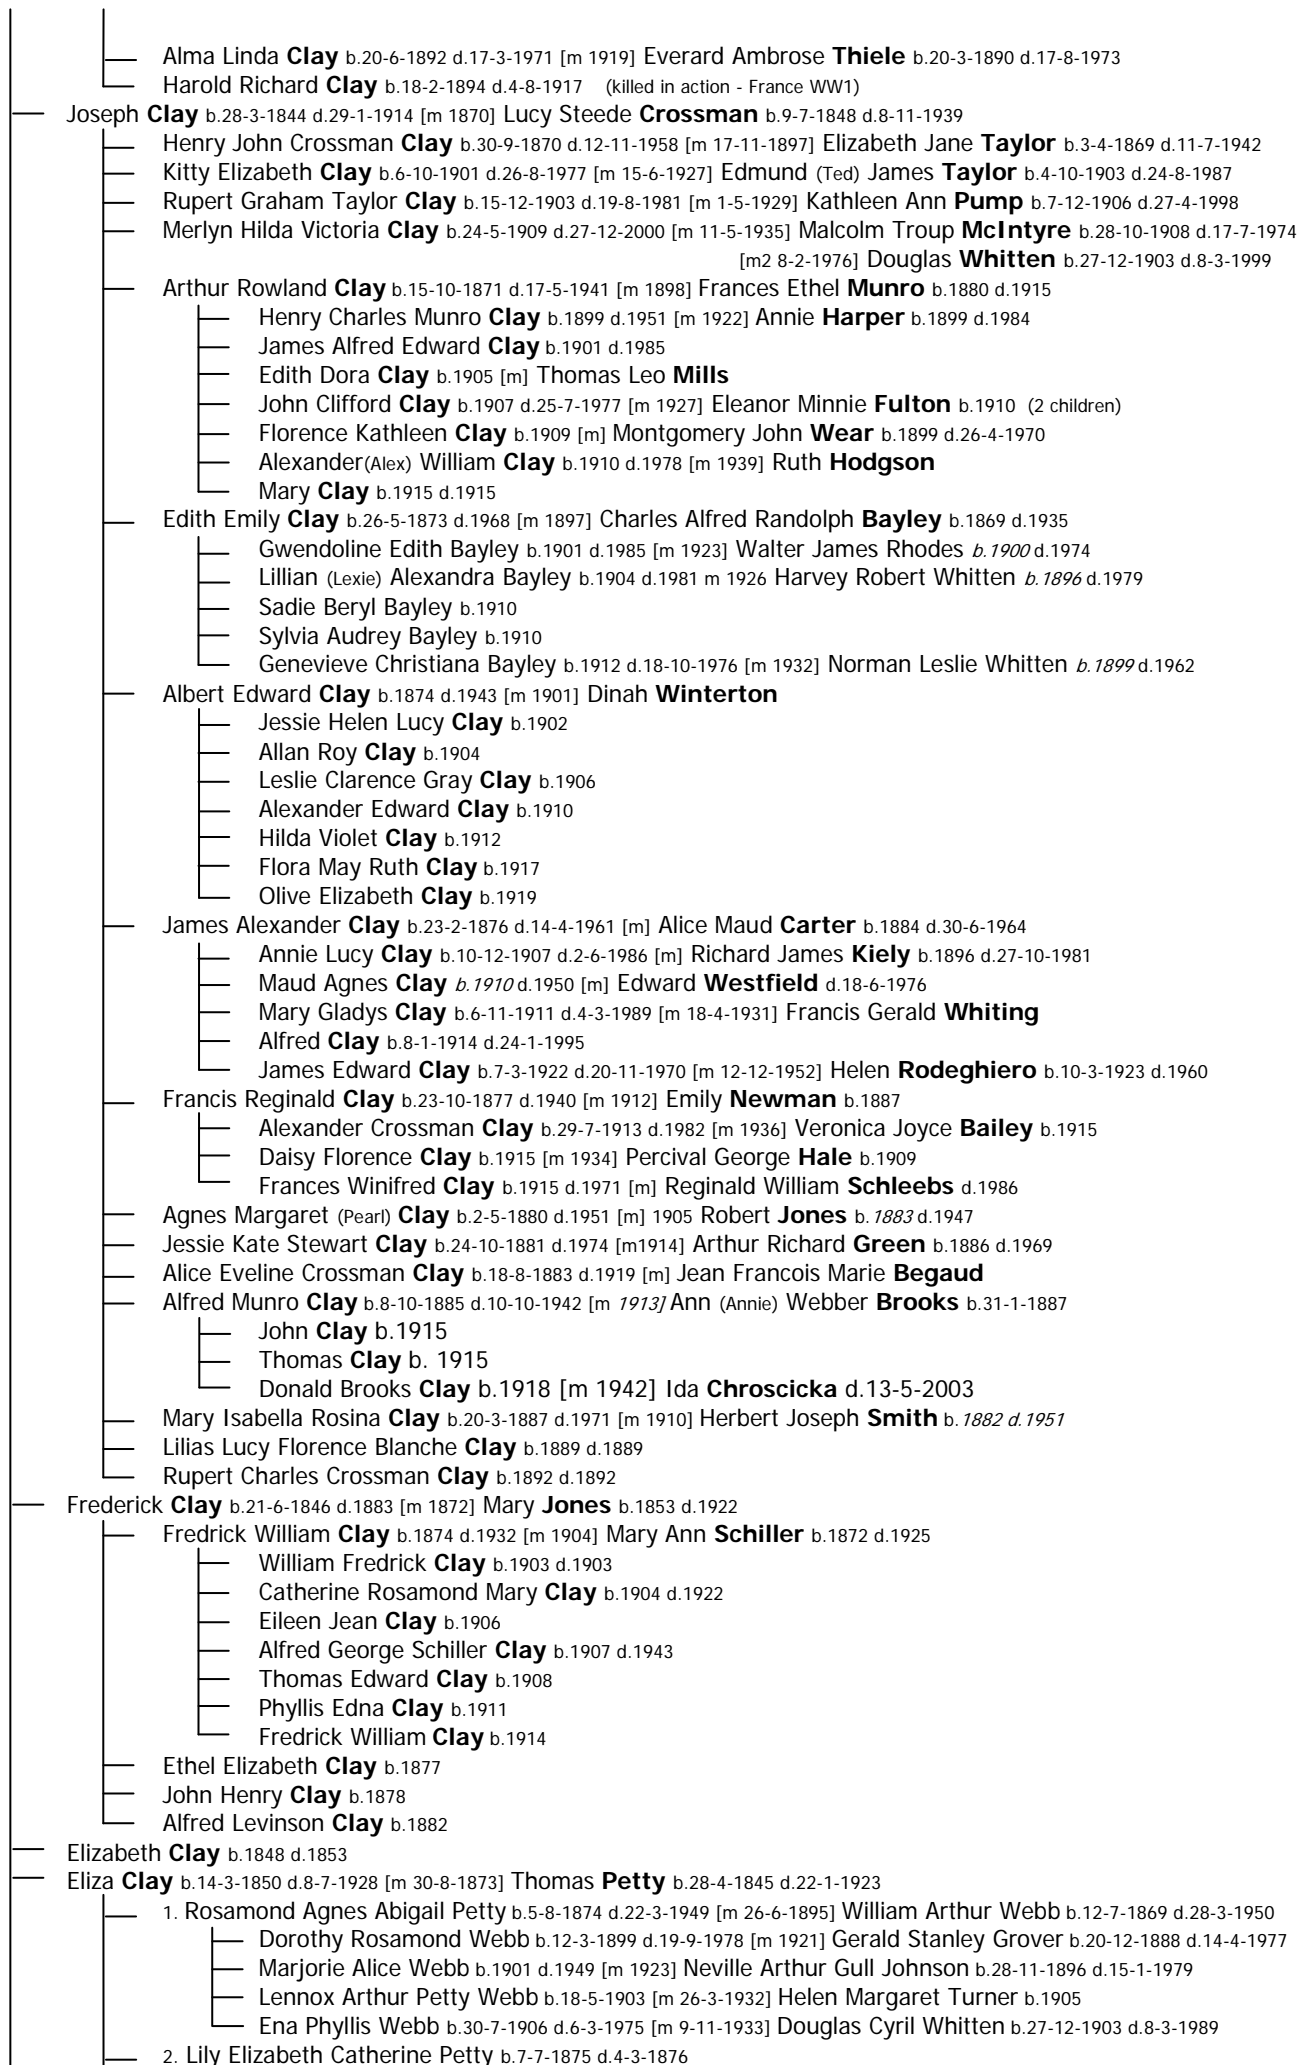 Alma Linda Clay b.20-6-1892 d.17-3-1971 [m 1919] Everard Ambrose Thiele b.20-3-1890 d.17-8-1973
Harold Richard Clay b.18-2-1894 d.4-8-1917 (killed in action - France WW1)
Joseph Clay b.28-3-1844 d.29-1-1914 [m 1870] Lucy Steede Crossman b.9-7-1848 d.8-11-1939
Henry John Crossman Clay b.30-9-1870 d.12-11-1958 [m 17-11-1897] Elizabeth Jane Taylor b.3-4-1869 d.11-7-1942
Kitty Elizabeth Clay b.6-10-1901 d.26-8-1977 [m 15-6-1927] Edmund (Ted) James Taylor b.4-10-1903 d.24-8-1987
Rupert Graham Taylor Clay b.15-12-1903 d.19-8-1981 [m 1-5-1929] Kathleen Ann Pump b.7-12-1906 d.27-4-1998
Merlyn Hilda Victoria Clay b.24-5-1909 d.27-12-2000 [m 11-5-1935] Malcolm Troup McIntyre b.28-10-1908 d.17-7-1974
[m2 8-2-1976] Douglas Whitten b.27-12-1903 d.8-3-1999
Arthur Rowland Clay b.15-10-1871 d.17-5-1941 [m 1898] Frances Ethel Munro b.1880 d.1915
Henry Charles Munro Clay b.1899 d.1951 [m 1922] Annie Harper b.1899 d.1984
James Alfred Edward Clay b.1901 d.1985
Edith Dora Clay b.1905 [m] Thomas Leo Mills
John Clifford Clay b.1907 d.25-7-1977 [m 1927] Eleanor Minnie Fulton b.1910 (2 children)
Florence Kathleen Clay b.1909 [m] Montgomery John Wear b.1899 d.26-4-1970
Alexander(Alex) William Clay b.1910 d.1978 [m 1939] Ruth Hodgson
Mary Clay b.1915 d.1915
Edith Emily Clay b.26-5-1873 d.1968 [m 1897] Charles Alfred Randolph Bayley b.1869 d.1935
Gwendoline Edith Bayley b.1901 d.1985 [m 1923] Walter James Rhodes b.1900 d.1974
Lillian (Lexie) Alexandra Bayley b.1904 d.1981 m 1926 Harvey Robert Whitten b.1896 d.1979
Sadie Beryl Bayley b.1910
Sylvia Audrey Bayley b.1910
Genevieve Christiana Bayley b.1912 d.18-10-1976 [m 1932] Norman Leslie Whitten b.1899 d.1962
Albert Edward Clay b.1874 d.1943 [m 1901] Dinah Winterton
Jessie Helen Lucy Clay b.1902
Allan Roy Clay b.1904
Leslie Clarence Gray Clay b.1906
Alexander Edward Clay b.1910
Hilda Violet Clay b.1912
Flora May Ruth Clay b.1917
Olive Elizabeth Clay b.1919
James Alexander Clay b.23-2-1876 d.14-4-1961 [m] Alice Maud Carter b.1884 d.30-6-1964
Annie Lucy Clay b.10-12-1907 d.2-6-1986 [m] Richard James Kiely b.1896 d.27-10-1981
Maud Agnes Clay b.1910 d.1950 [m] Edward Westfield d.18-6-1976
Mary Gladys Clay b.6-11-1911 d.4-3-1989 [m 18-4-1931] Francis Gerald Whiting
Alfred Clay b.8-1-1914 d.24-1-1995
James Edward Clay b.7-3-1922 d.20-11-1970 [m 12-12-1952] Helen Rodeghiero b.10-3-1923 d.1960
Francis Reginald Clay b.23-10-1877 d.1940 [m 1912] Emily Newman b.1887
Alexander Crossman Clay b.29-7-1913 d.1982 [m 1936] Veronica Joyce Bailey b.1915
Daisy Florence Clay b.1915 [m 1934] Percival George Hale b.1909
Frances Winifred Clay b.1915 d.1971 [m] Reginald William Schleebs d.1986
Agnes Margaret (Pearl) Clay b.2-5-1880 d.1951 [m] 1905 Robert Jones b.1883 d.1947
Jessie Kate Stewart Clay b.24-10-1881 d.1974 [m1914] Arthur Richard Green b.1886 d.1969
Alice Eveline Crossman Clay b.18-8-1883 d.1919 [m] Jean Francois Marie Begaud
Alfred Munro Clay b.8-10-1885 d.10-10-1942 [m 1913] Ann (Annie) Webber Brooks b.31-1-1887
John Clay b.1915
Thomas Clay b. 1915
Donald Brooks Clay b.1918 [m 1942] Ida Chroscicka d.13-5-2003
Mary Isabella Rosina Clay b.20-3-1887 d.1971 [m 1910] Herbert Joseph Smith b.1882 d.1951
Lilias Lucy Florence Blanche Clay b.1889 d.1889
Rupert Charles Crossman Clay b.1892 d.1892
Frederick Clay b.21-6-1846 d.1883 [m 1872] Mary Jones b.1853 d.1922
Fredrick William Clay b.1874 d.1932 [m 1904] Mary Ann Schiller b.1872 d.1925
William Fredrick Clay b.1903 d.1903
Catherine Rosamond Mary Clay b.1904 d.1922
Eileen Jean Clay b.1906
Alfred George Schiller Clay b.1907 d.1943
Thomas Edward Clay b.1908
Phyllis Edna Clay b.1911
Fredrick William Clay b.1914
Ethel Elizabeth Clay b.1877
John Henry Clay b.1878
Alfred Levinson Clay b.1882
Elizabeth Clay b.1848 d.1853
Eliza Clay b.14-3-1850 d.8-7-1928 [m 30-8-1873] Thomas Petty b.28-4-1845 d.22-1-1923
1. Rosamond Agnes Abigail Petty b.5-8-1874 d.22-3-1949 [m 26-6-1895] William Arthur Webb b.12-7-1869 d.28-3-1950
Dorothy Rosamond Webb b.12-3-1899 d.19-9-1978 [m 1921] Gerald Stanley Grover b.20-12-1888 d.14-4-1977
Marjorie Alice Webb b.1901 d.1949 [m 1923] Neville Arthur Gull Johnson b.28-11-1896 d.15-1-1979
Lennox Arthur Petty Webb b.18-5-1903 [m 26-3-1932] Helen Margaret Turner b.1905
Ena Phyllis Webb b.30-7-1906 d.6-3-1975 [m 9-11-1933] Douglas Cyril Whitten b.27-12-1903 d.8-3-1989
2. Lily Elizabeth Catherine Petty b.7-7-1875 d.4-3-1876